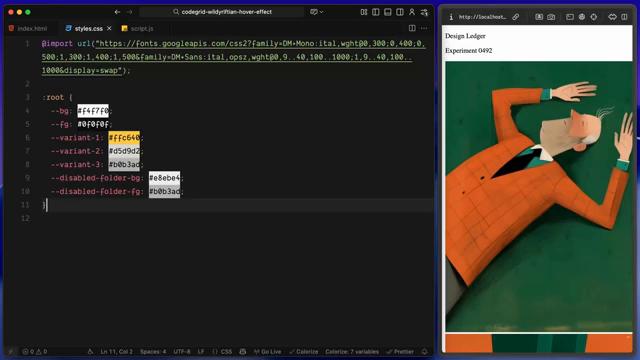 codegrid-wildyriftian-hover-effect
index.html
styles.css
script.js
1 @import url("https://fonts.googleapis.com/css2?family=DM+Mono:ital,wght@0,300;0,400;0,
500;1,300;1,400;1,500&family=DM+Sans:ital,opsz,wght@0,9..40,100..1000;1,9..40,100..
1000&display=swap");
2
3 :root {
4 --bg: #f4f7f0;
5 --fg: #0f0f0f;
6 --variant-1: #ffc640;
7 --variant-2: #d5d9d2;
8 --variant-3: #b0b3ad;
9 --disabled-folder-bg: #e8ebe4;
10 --disabled-folder-fg: #b0b3ad;
11 }
12
0 0 Ln 11, Col 2 Spaces: 4 UTF-8 LF {} CSS Go Live Colorize Colorize: 7 variables Prettier
http://localhost/...
Design Ledger
Experiment 0492